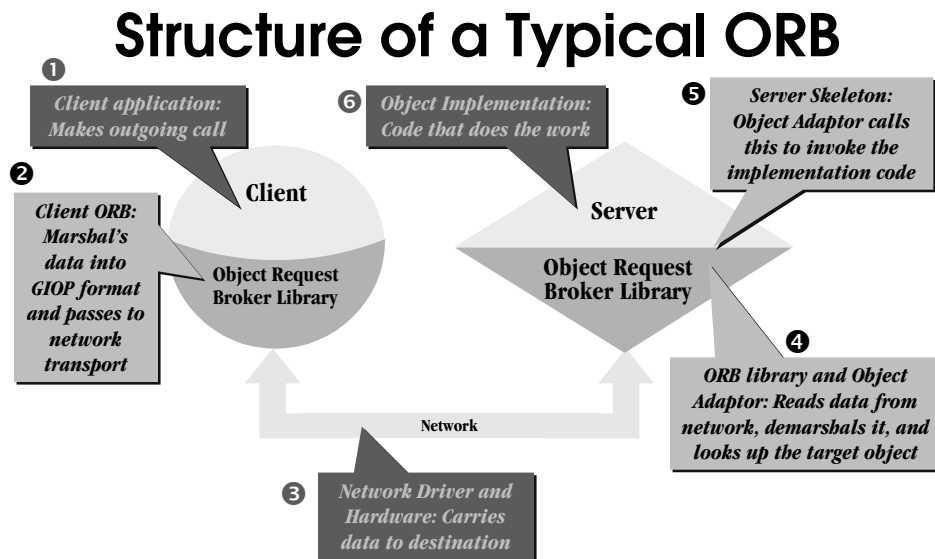 Structure of a Typical ORB
❶
Client application:
Makes outgoing call
❷
Client ORB:
Marshal's
data into
GIOP format
and passes to
network
transport
Client
Object Request
Broker Library
❻
Object Implementation:
Code that does the work
❺
Server Skeleton:
Object Adaptor calls
this to invoke the
implementation code
Server
Object Request
Broker Library
❹
ORB library and Object
Adaptor: Reads data from
network, demarshals it, and
looks up the target object
Network
❸
Network Driver and
Hardware: Carries
data to destination